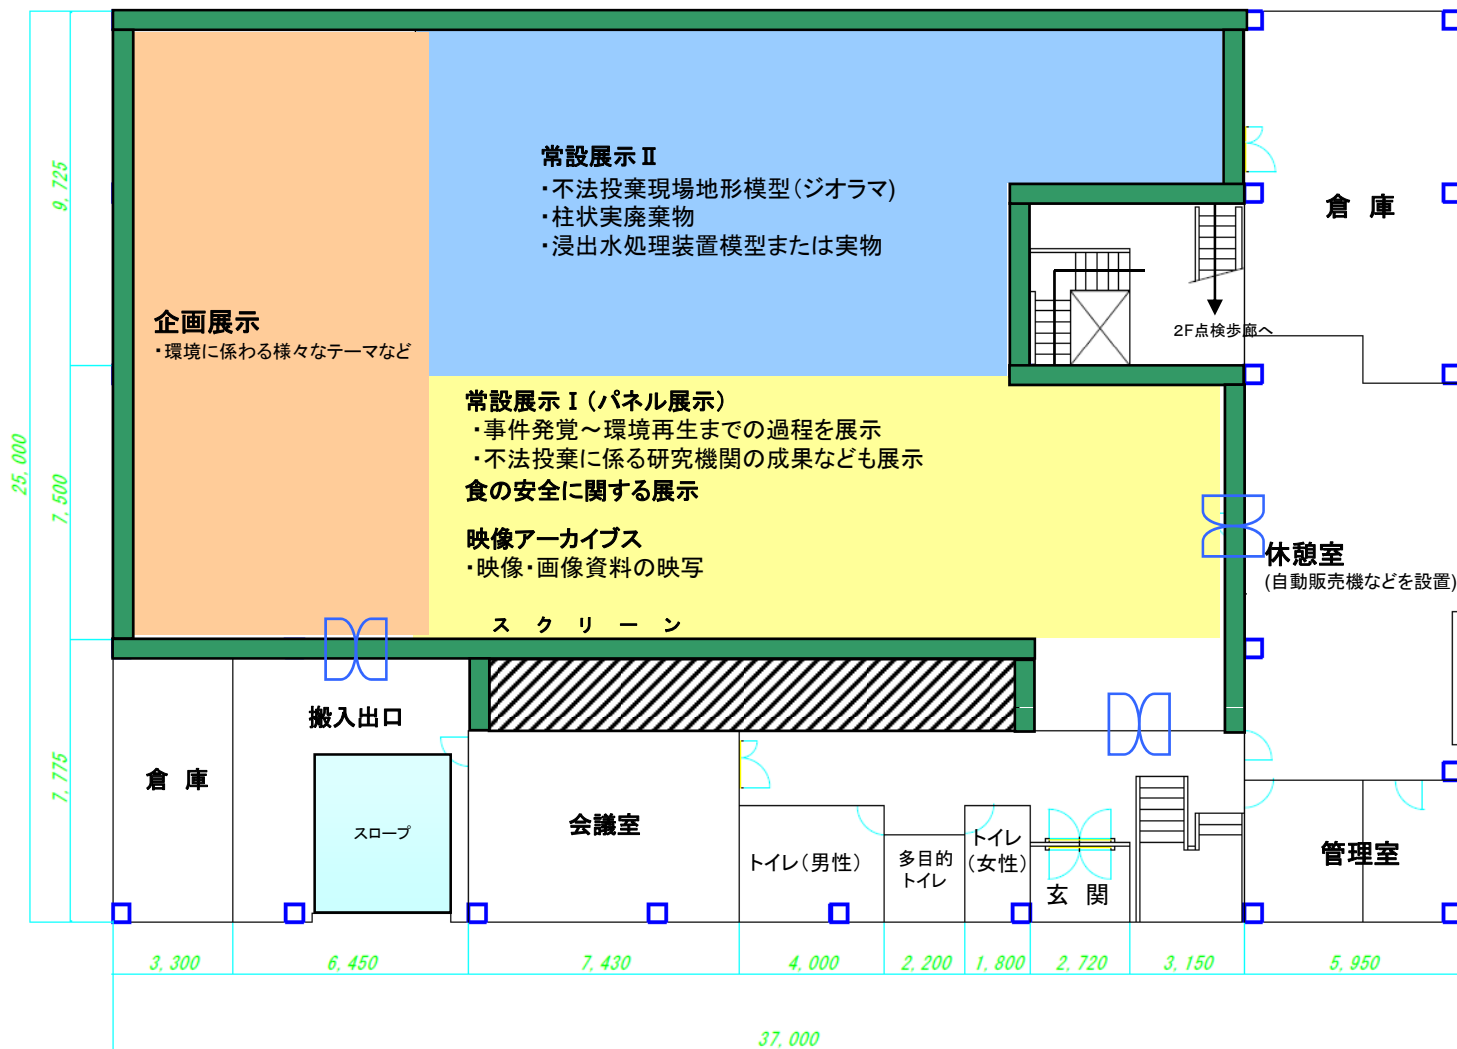 常設展示Ⅱ
・不法投棄現場地形模型(ジオラマ)
・柱状実廃棄物
・浸出水処理装置模型または実物
倉 庫
9,725
企画展示
・環境に係わる様々なテーマなど
2F点検歩廊へ
常設展示Ⅰ(パネル展示)
・事件発覚～環境再生までの過程を展示
・不法投棄に係る研究機関の成果なども展示
食の安全に関する展示
25,000
7,500
映像アーカイブス
・映像・画像資料の映写
休憩室
(自動販売機などを設置)
スクリーン
搬入出口
7,775
倉 庫
スロープ
会議室
トイレ(男性)
多目的
トイレ
トイレ
(女性)
玄 関
管理室
3,300
6,450
7,430
4,000
2,200
1,800
2,720
3,150
5,950
37,000